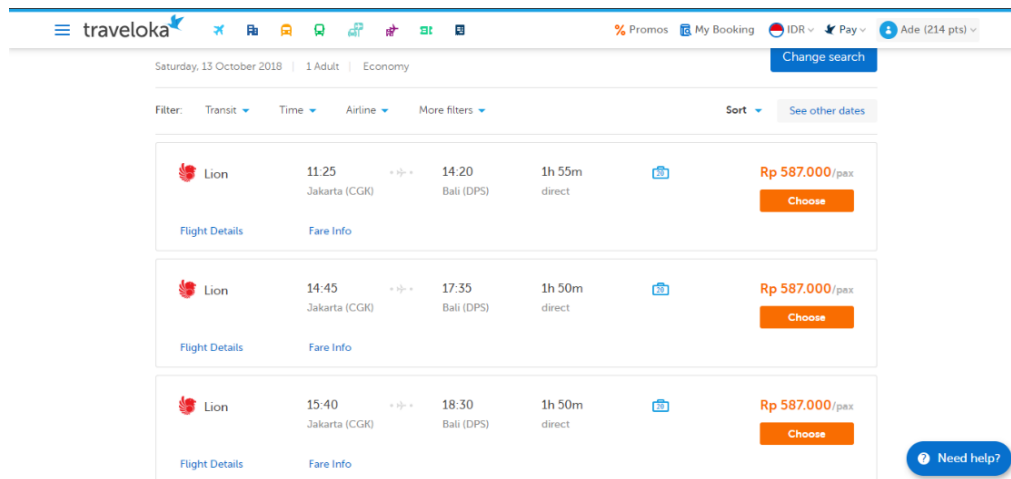 traveloka % Promos My Booking IDR Pay Ade (214 pts)
Saturday, 13 October 2018 | 1 Adult | Economy Change search
Filter: Transit Time Airline More filters Sort See other dates
Lion 11:25 14:20 1h 55m 20 Rp 587.000/pax
Jakarta (CGK) Bali (DPS) direct Choose
Flight Details Fare Info
Lion 14:45 17:35 1h 50m 20 Rp 587.000/pax
Jakarta (CGK) Bali (DPS) direct Choose
Flight Details Fare Info
Lion 15:40 18:30 1h 50m 20 Rp 587.000/pax
Jakarta (CGK) Bali (DPS) direct Choose
Flight Details Fare Info
? Need help?